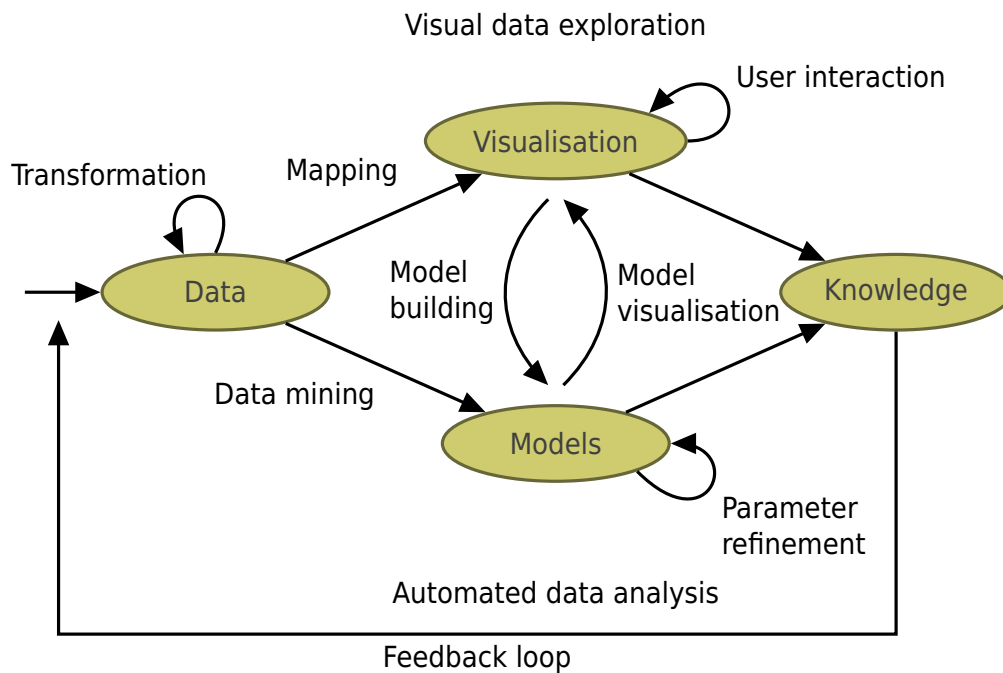 Visual data exploration
User interaction
Visualisation
Transformation
Mapping
Data
Model
building
Model
visualisation
Knowledge
Data mining
Models
Parameter
refinement
Automated data analysis
Feedback loop